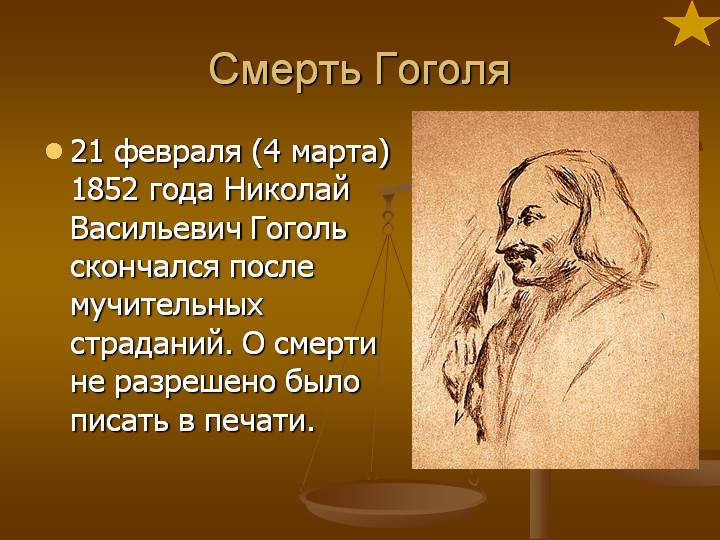 Смерть Гоголя
21 февраля (4 марта)
1852 года Николай
Васильевич Гоголь
скончался после
мучительных
страданий. О смерти
не разрешено было
писать в печати.